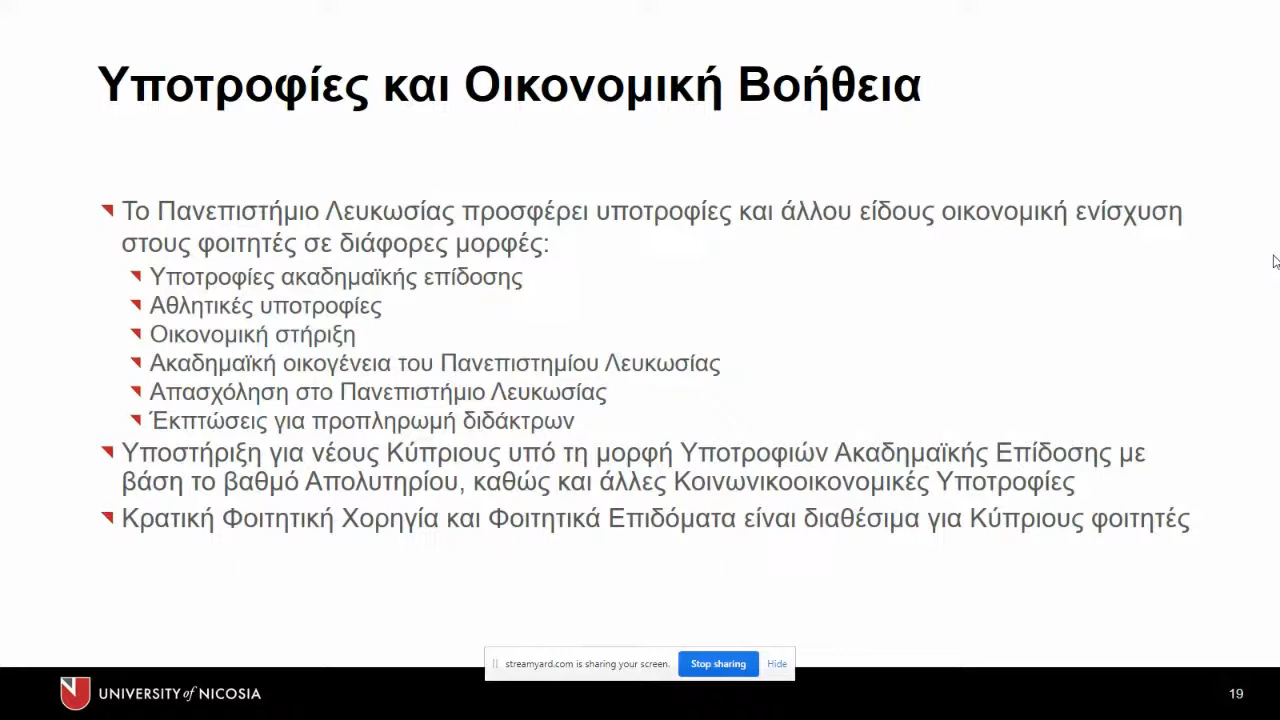 Υποτροφίες και Οικονομική Βοήθεια
Το Πανεπιστήμιο Λευκωσίας προσφέρει υποτροφίες και άλλου είδους οικονομική ενίσχυση
στους φοιτητές σε διάφορες μορφές:
Υποτροφίες ακαδημαϊκής επίδοσης
Αθλητικές υποτροφίες
Οικονομική στήριξη
Ακαδημαϊκή οικογένεια του Πανεπιστημίου Λευκωσίας
Απασχόληση στο Πανεπιστήμιο Λευκωσίας
Έκπτώσεις για προπληρωμή διδάκτρων
Υποστήριξη για νέους Κύπριους υπό τη μορφή Υποτροφιών Ακαδημαϊκής Επίδοσης με
βάση το βαθμό Απολυτηρίου, καθώς και άλλες Κοινωνικοοικονομικές Υποτροφίες
Κρατική Φοιτητική Χορηγία και Φοιτητικά Επιδόματα είναι διαθέσιμα για Κύπριους φοιτητές
streamyard.com is sharing your screen. Stop sharing Hide
UNIVERSITY of NICOSIA 19